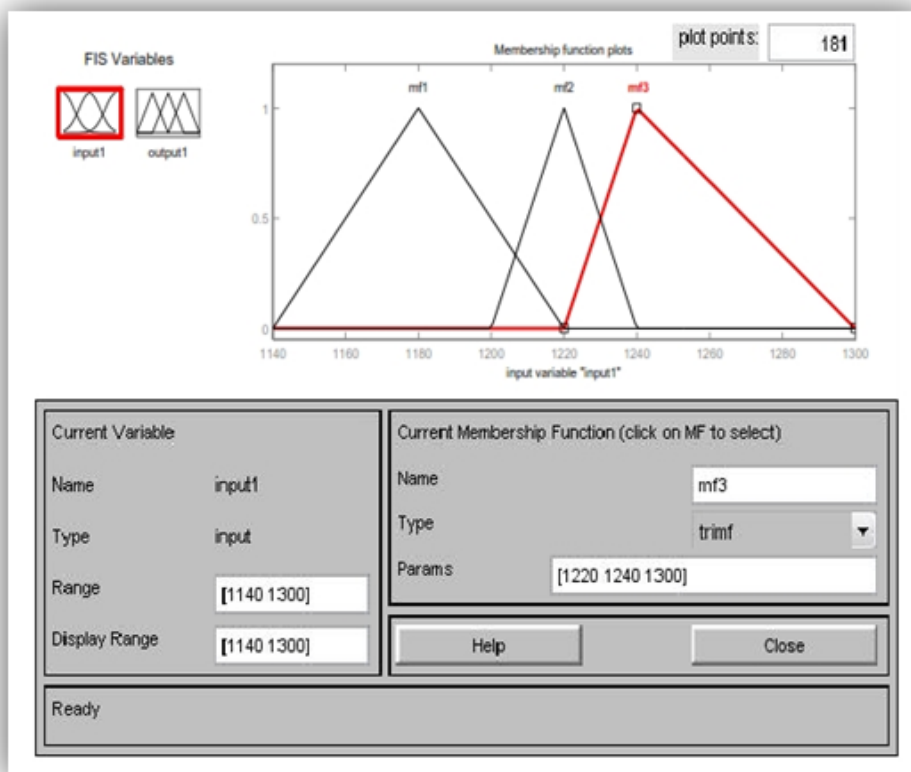 FIS Variables
input1 output1
Membership function plots
plot points: 181
mf1 mf2 mf3
1
0.5
0
1140 1160 1180 1200 1220 1240 1260 1280 1300
input variable "input1"
Current Variable
Name input1
Type input
Range [1140 1300]
Display Range [1140 1300]
Current Membership Function (click on MF to select)
Name mf3
Type trimf
Params [1220 1240 1300]
Help Close
Ready